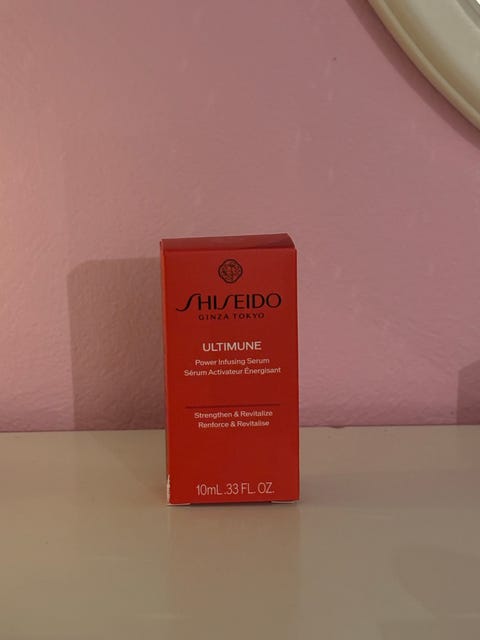 SHISEIDO
GINZA TOKYO
ULTIMUNE
Power Infusing Serum
Sérum Activateur Énergisant
Strengthen & Revitalize
Renforce & Revitalise
10mL .33 FL. OZ.